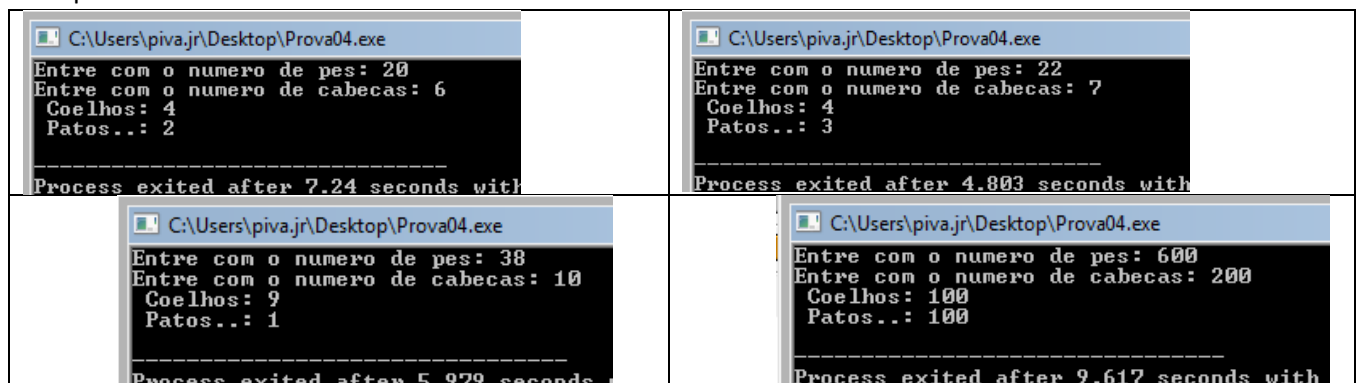 C:\Users\piva.jr\Desktop\Prova04.exe
Entre com o numero de pes: 20
Entre com o numero de cabecas: 6
Coelhos: 4
Patos..: 2
--------------------------------
Process exited after 7.24 seconds with
C:\Users\piva.jr\Desktop\Prova04.exe
Entre com o numero de pes: 22
Entre com o numero de cabecas: 7
Coelhos: 4
Patos..: 3
--------------------------------
Process exited after 4.803 seconds with
C:\Users\piva.jr\Desktop\Prova04.exe
Entre com o numero de pes: 38
Entre com o numero de cabecas: 10
Coelhos: 9
Patos..: 1
--------------------------------
Process exited after 5.979 seconds
C:\Users\piva.jr\Desktop\Prova04.exe
Entre com o numero de pes: 600
Entre com o numero de cabecas: 200
Coelhos: 100
Patos..: 100
--------------------------------
Process exited after 9.617 seconds with